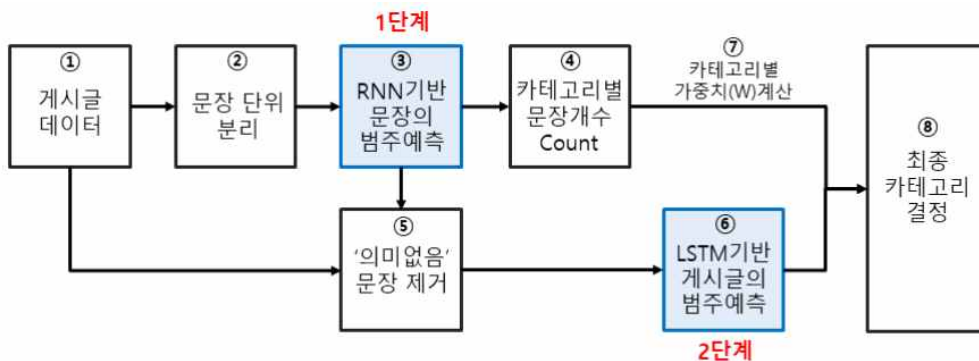 1단계
①
게시글
데이터
②
문장 단위
분리
③
RNN기반
문장의
범주예측
④
카테고리별
문장개수
Count
⑦
카테고리별
가중치(W)계산
⑤
‘의미없음’
문장 제거
⑥
LSTM기반
게시글의
범주예측
2단계
⑧
최종
카테고리
결정